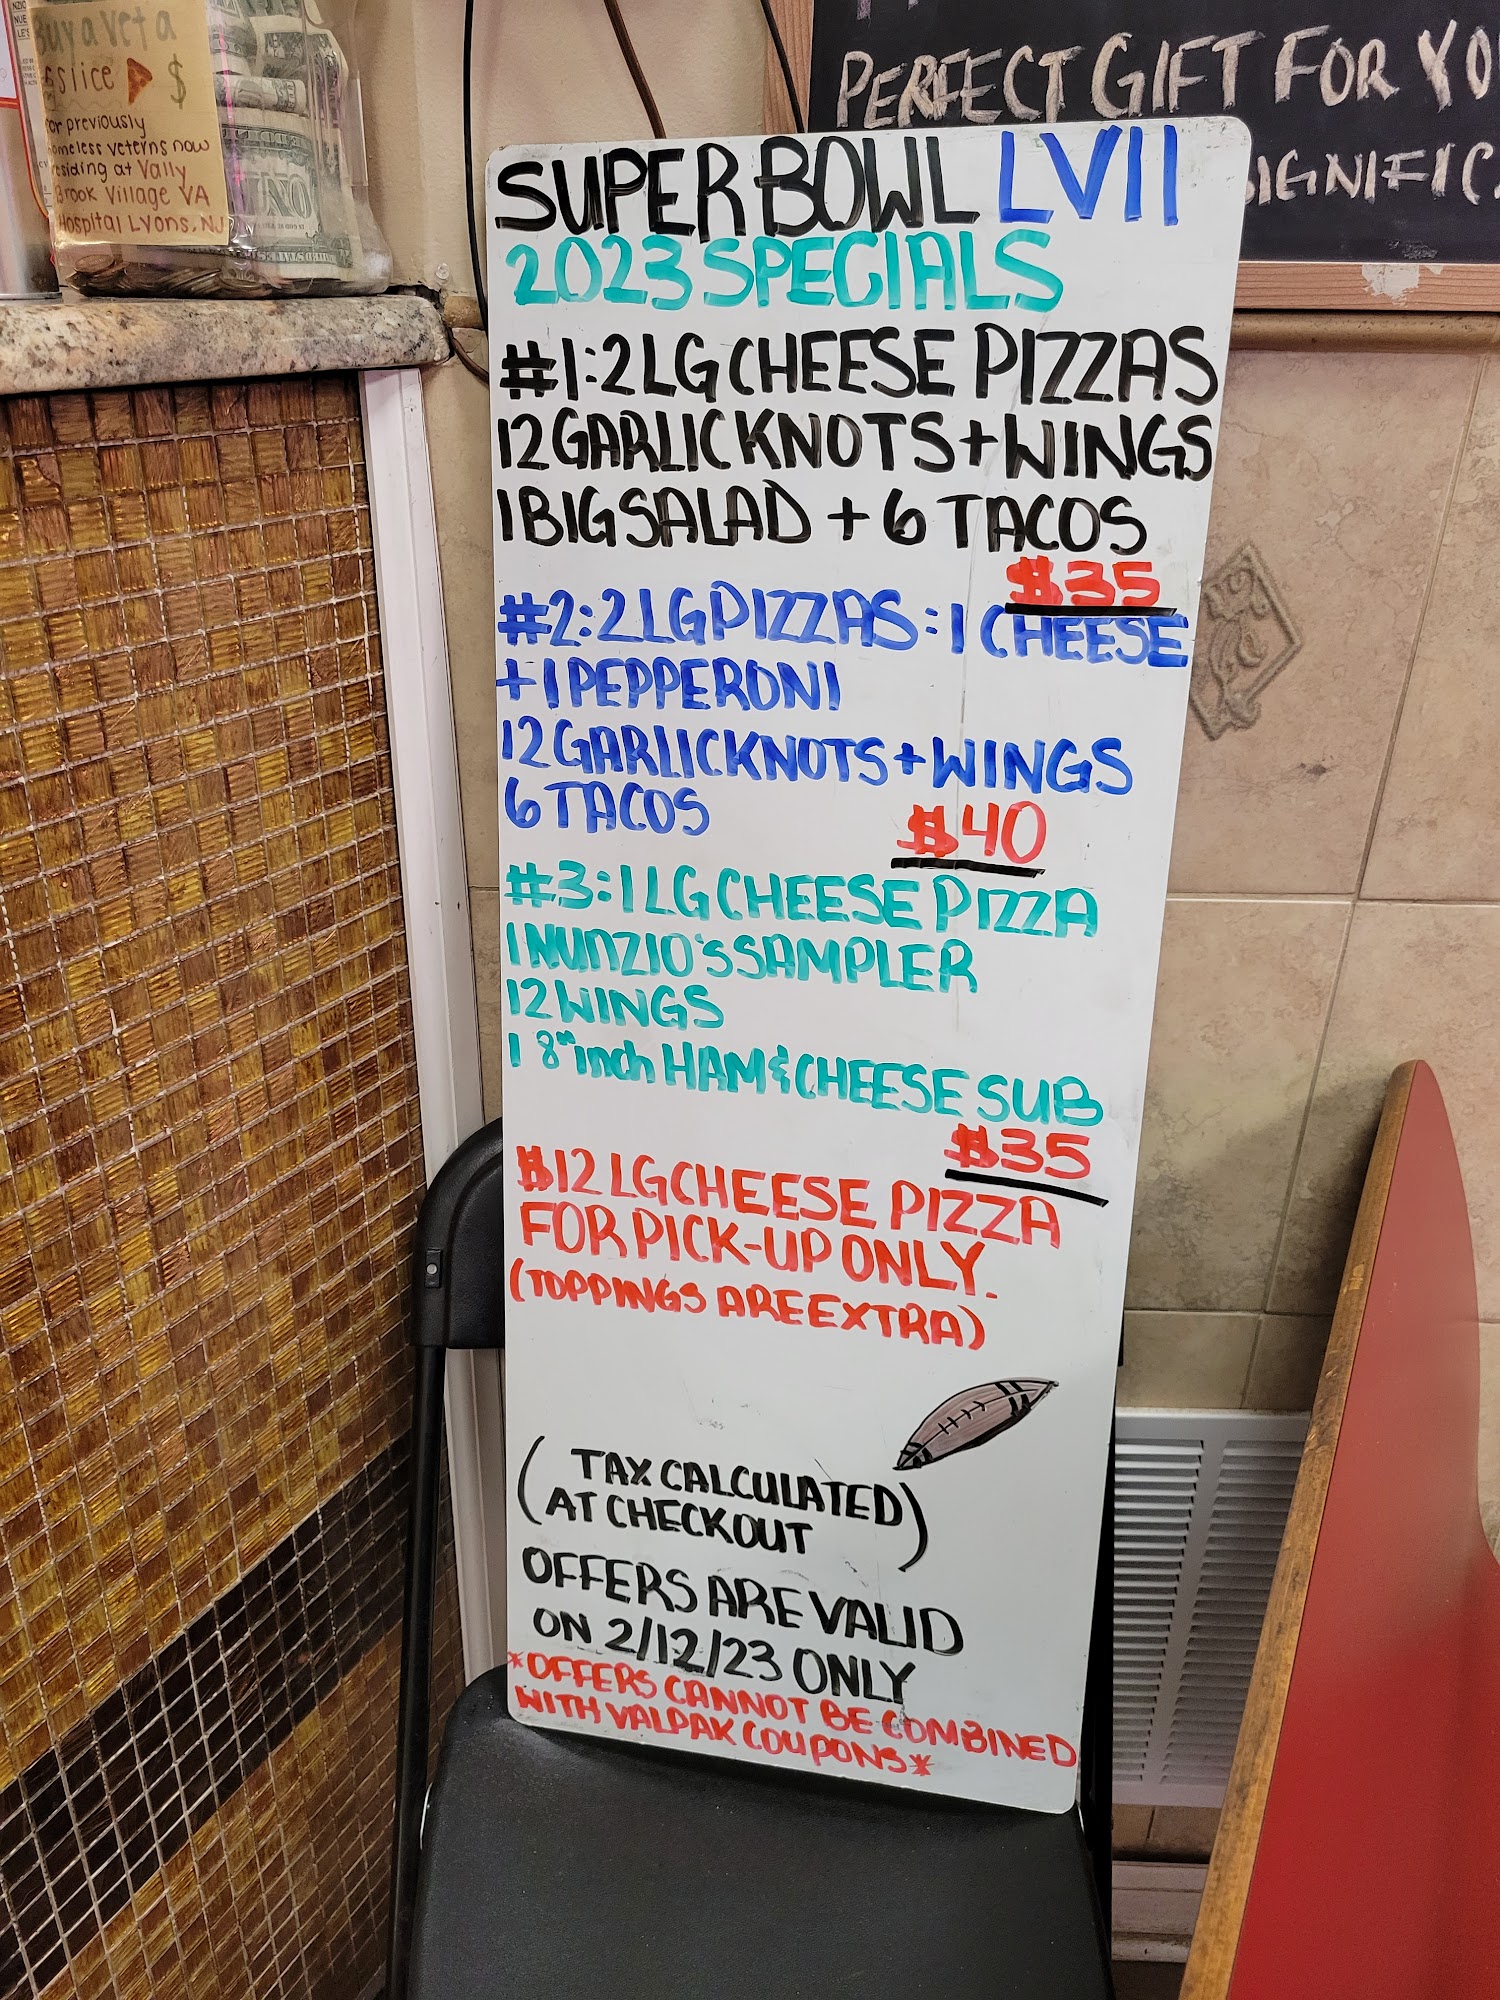 Buy a vet a
slice $
or previously
omeless veterns now
esiding at Vally
Brook Village VA
Hospital Lyons, NJ
PERFECT GIFT FOR YO
SIGNIFIC
SUPER BOWL LVII
2023 SPECIALS
#1: 2 LG CHEESE PIZZAS
12 GARLIC KNOTS + WINGS
1 BIG SALAD + 6 TACOS
$35
#2: 2 LG PIZZAS: 1 CHEESE
+ 1 PEPPERONI
12 GARLIC KNOTS + WINGS
6 TACOS
$40
#3: 1 LG CHEESE PIZZA
1 NUNZIO'S SAMPLER
12 WINGS
1 8" inch HAM & CHEESE SUB
$35
$12 LG CHEESE PIZZA
FOR PICK-UP ONLY.
(TOPPINGS ARE EXTRA)
(TAX CALCULATED
AT CHECKOUT)
OFFERS ARE VALID
ON 2/12/23 ONLY
*OFFERS CANNOT BE COMBINED
WITH VALPAK COUPONS*